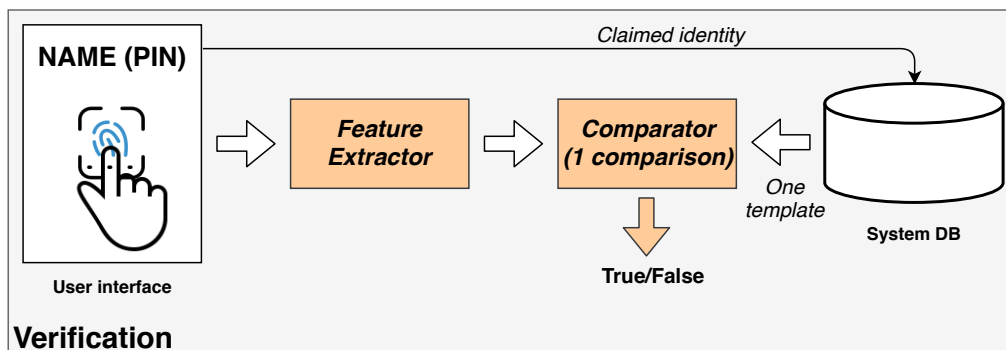 NAME (PIN)
Claimed identity
Feature
Extractor
Comparator
(1 comparison)
One
template
System DB
True/False
User interface
Verification